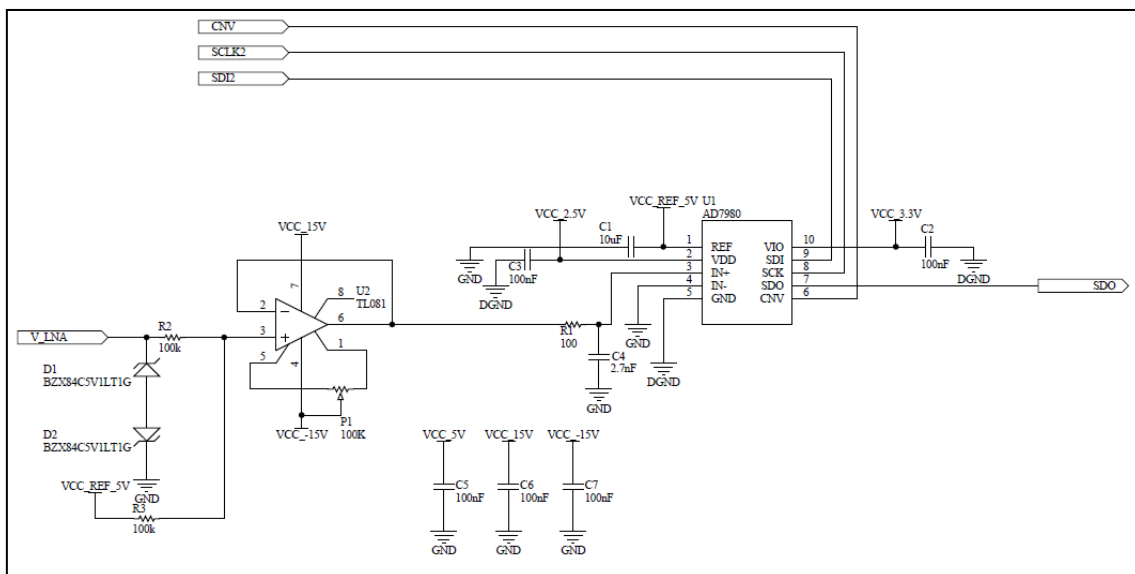 CNV
SCLK2
SDI2
VCC_REF_5V U1
AD7980
VCC_2.5V
C1
10uF
VCC_3.3V
C2
100nF
1 REF VIO 10
2 VDD SDI 9
3 IN+ SCK 8
4 IN- SDO 7
5 GND CNV 6
GND
C3
100nF
DGND
DGND
SDO
VCC_15V
7
2
8 U2
TL081
6
3
5
4
1
V_LNA
R2
100k
R1
100
GND
C4
2.7nF
DGND
GND
D1
BZX84C5V1LT1G
P1
100K
VCC_-15V
D2
BZX84C5V1LT1G
VCC_REF_5V
GND
R3
100k
VCC_5V
VCC_15V
VCC_-15V
C5
100nF
C6
100nF
C7
100nF
GND
GND
GND